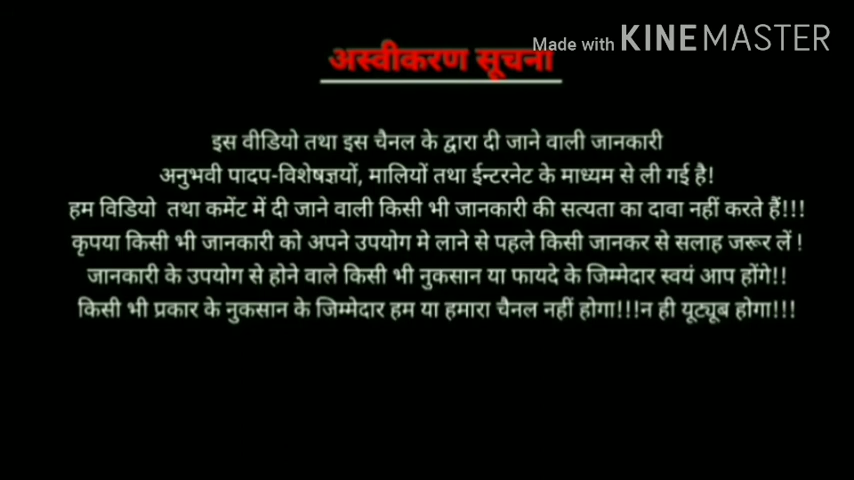 Made with KINEMASTER
अस्वीकरण सूचना
इस वीडियो तथा इस चैनल के द्वारा दी जाने वाली जानकारी
अनुभवी पादप-विशेषज्ञयों, मालियों तथा ईन्टरनेट के माध्यम से ली गई है!
हम विडियो तथा कमेंट में दी जाने वाली किसी भी जानकारी की सत्यता का दावा नहीं करते हैं!!!
कृपया किसी भी जानकारी को अपने उपयोग मे लाने से पहले किसी जानकर से सलाह जरूर लें !
जानकारी के उपयोग से होने वाले किसी भी नुकसान या फायदे के जिम्मेदार स्वयं आप होंगे!!
किसी भी प्रकार के नुकसान के जिम्मेदार हम या हमारा चैनल नहीं होगा!!!न ही यूट्यूब होगा!!!